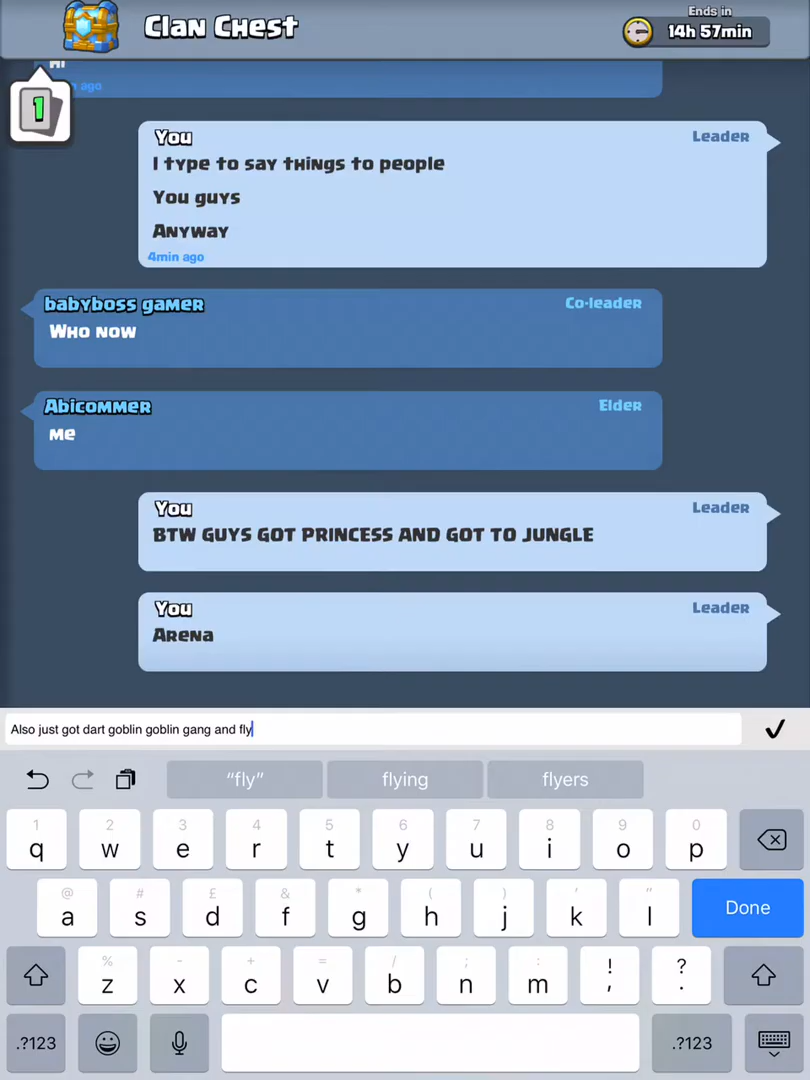 Clan Chest
Ends in
14h 57min
Hi
ago
1
You Leader
I type to say things to people
You guys
Anyway
4min ago
babyboss gamer Co-leader
Who now
Abicommer Elder
Me
You Leader
BTW GUYS GOT PRINCESS AND GOT TO JUNGLE
You Leader
Arena
Also just got dart goblin goblin gang and fly
“fly” flying flyers
1 2 3 4 5 6 7 8 9 0
q w e r t y u i o p
@ # £ & * ( ) ' "
a s d f g h j k l Done
% - + = / ; : ! ?
z x c v b n m , .
.?123 .?123